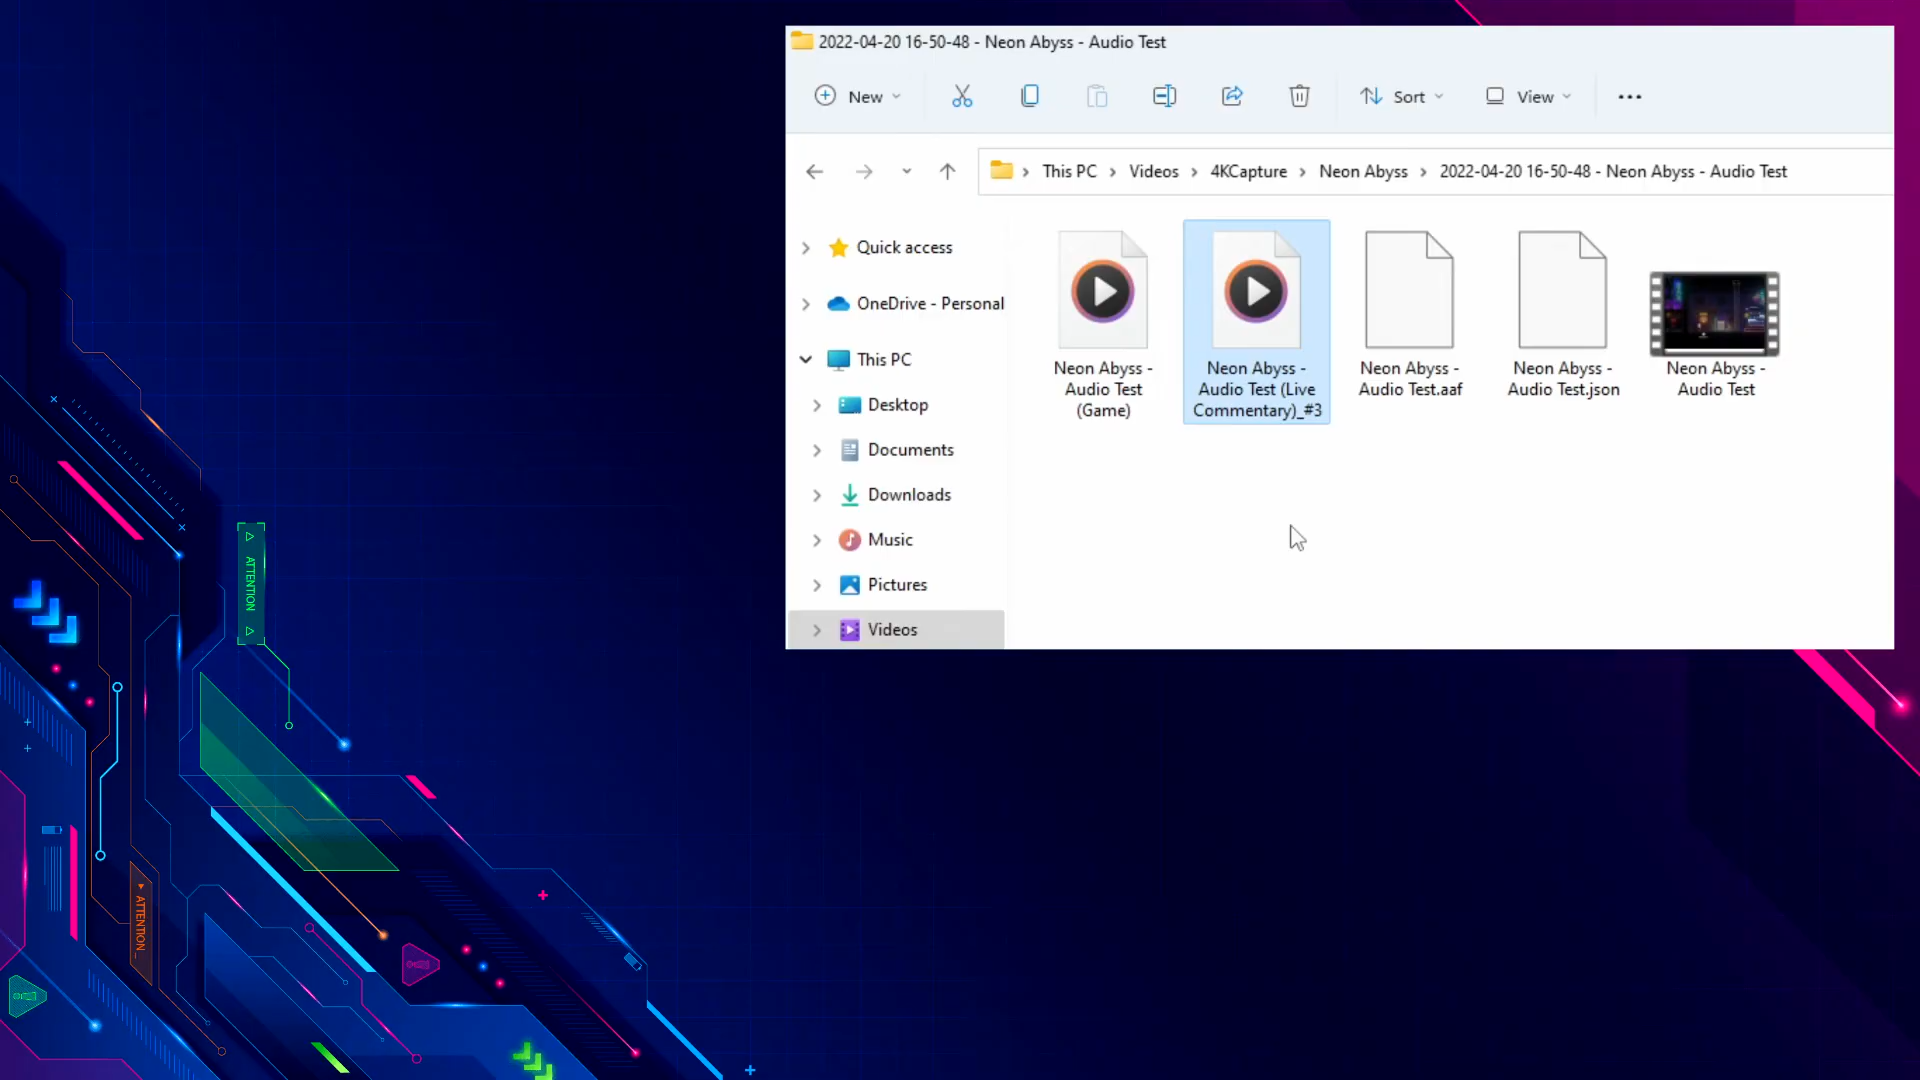 2022-04-20 16-50-48 - Neon Abyss - Audio Test
New
Sort
View
This PC
Videos
4KCapture
Neon Abyss
2022-04-20 16-50-48 - Neon Abyss - Audio Test
Quick access
OneDrive - Personal
This PC
Desktop
Documents
Downloads
Music
Pictures
Videos
Neon Abyss -
Audio Test
(Game)
Neon Abyss -
Audio Test (Live
Commentary)_#3
Neon Abyss -
Audio Test.aaf
Neon Abyss -
Audio Test.json
Neon Abyss -
Audio Test
ATTENTION
ATTENTION_